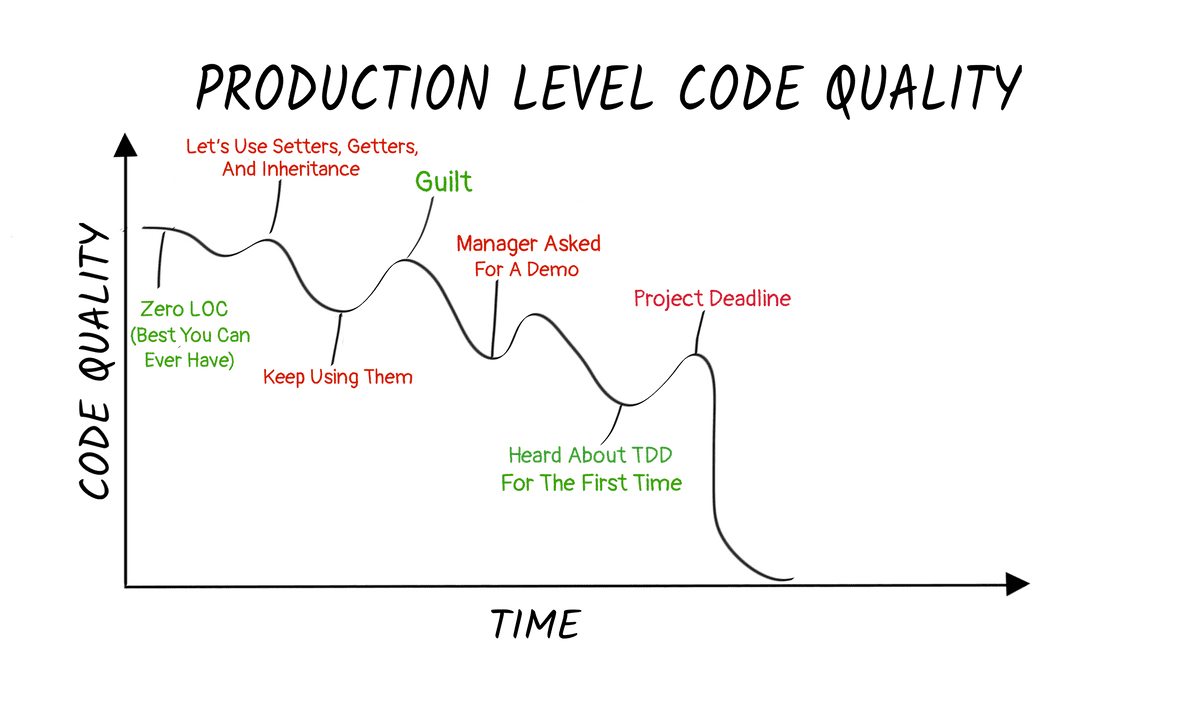 PRODUCTION LEVEL CODE QUALITY
Let's Use Setters, Getters,
And Inheritance
Guilt
Manager Asked
For A Demo
Project Deadline
Zero LOC
(Best You Can
Ever Have)
Keep Using Them
Heard About TDD
For The First Time
CODE QUALITY
TIME